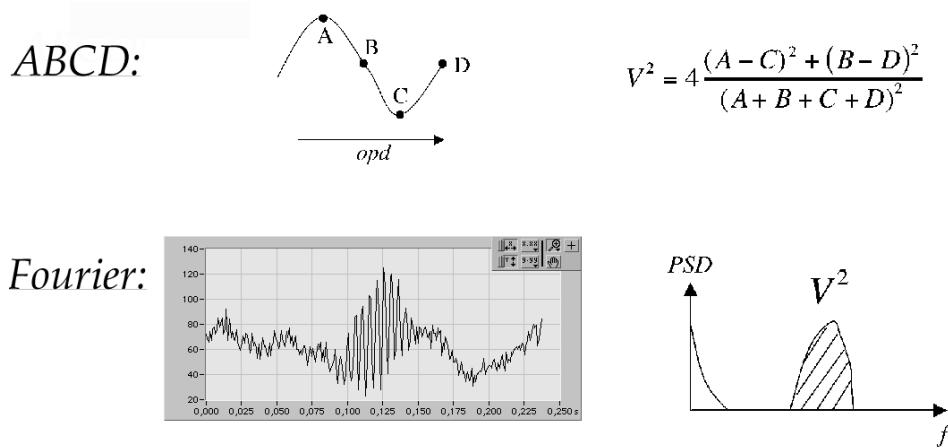 ABCD:
A
B
C
D
opd
V² = 4 (A − C)² + (B − D)² / (A + B + C + D)²
Fourier:
140
120
100
80
60
40
20
0,000 0,025 0,050 0,075 0,100 0,125 0,150 0,175 0,200 0,225 0,250 s
X.XX
Y.YY
PSD
V²
f